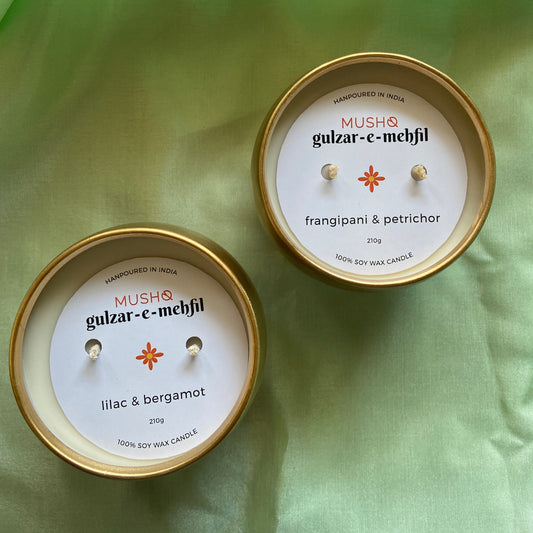 HANPOURED IN INDIA
MUSHQ
gulzar-e-mehfil
frangipani & petrichor
210g
100% SOY WAX CANDLE
HANPOURED IN INDIA
MUSHQ
gulzar-e-mehfil
lilac & bergamot
210g
100% SOY WAX CANDLE